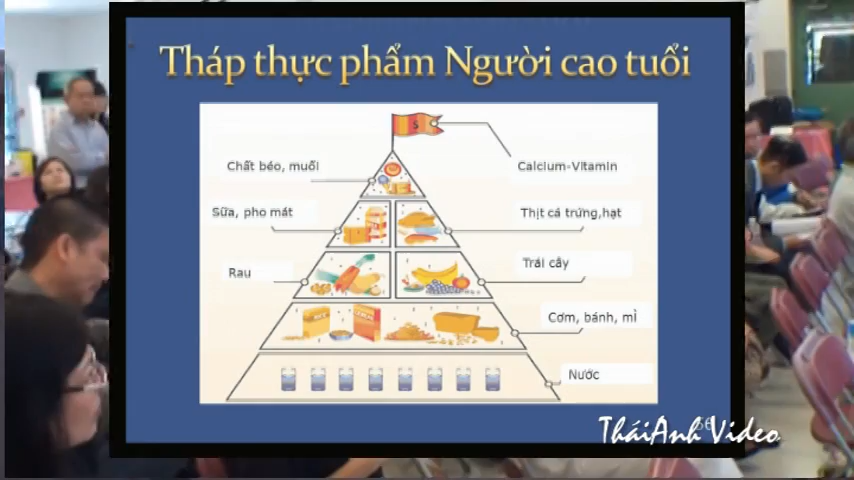 Tháp thực phẩm Người cao tuổi
S
Chất béo, muối
Calcium-Vitamin
Sữa, pho mát
Thịt cá trứng,hạt
Rau
Trái cây
Cơm, bánh, mì
Nước
TháiAnh Video